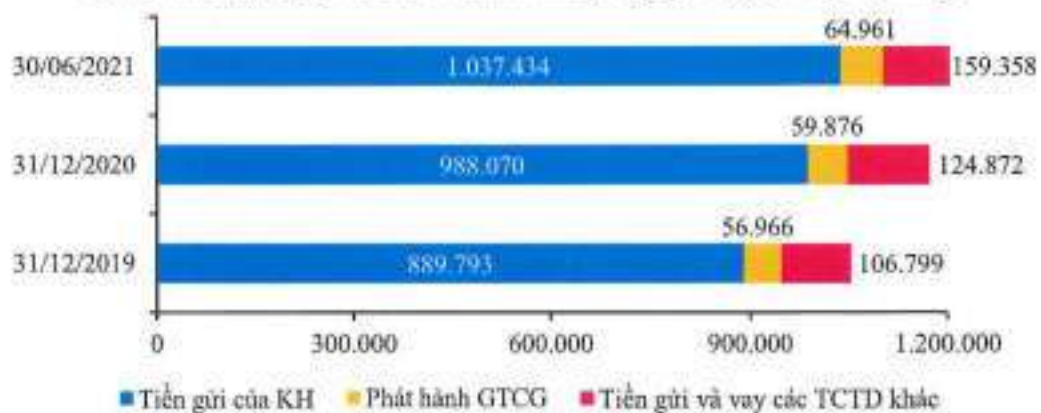 64.961
30/06/2021 1.037.434 159.358
59.876
31/12/2020 988.070 124.872
56.966
31/12/2019 889.793 106.799
0 300.000 600.000 900.000 1.200.000
Tiền gửi của KH Phát hành GTCG Tiền gửi và vay các TCTD khác